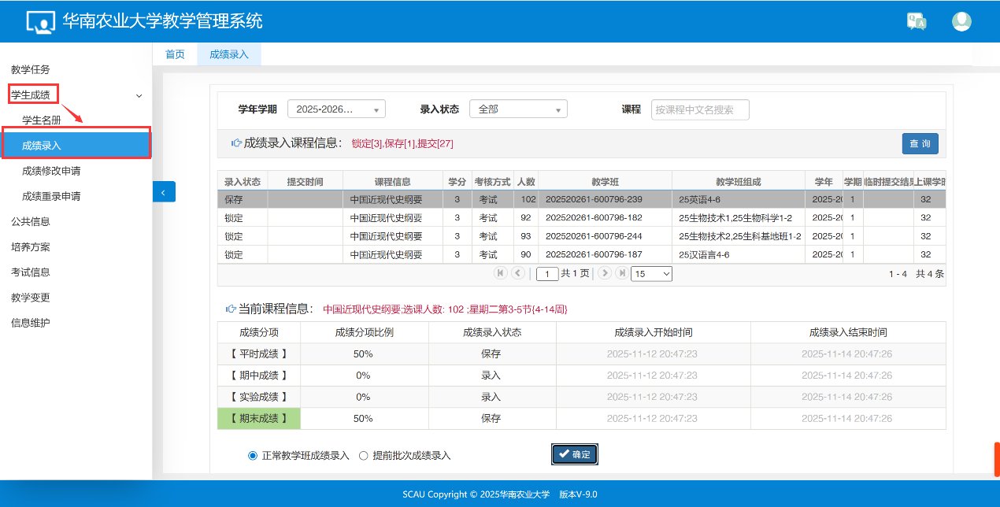 华南农业大学教学管理系统
首页 成绩录入
教学任务
学生成绩
学生名册
成绩录入
成绩修改申请
成绩重录申请
公共信息
培养方案
考试信息
教学变更
信息维护
学年学期 2025-2026... 录入状态 全部 课程 按课程中文名搜索
成绩录入课程信息： 锁定[3],保存[1],提交[27] 查 询
录入状态 提交时间 课程信息 学分 考核方式 人数 教学班 教学班组成 学年 学期 临时提交结果 上课学时
保存 中国近现代史纲要 3 考试 102 202520261-600796-239 25英语4-6 2025-20 1 32
锁定 中国近现代史纲要 3 考试 92 202520261-600796-182 25生物技术1,25生物科学1-2 2025-20 1 32
锁定 中国近现代史纲要 3 考试 93 202520261-600796-244 25生物技术2,25生科基地班1-2 2025-20 1 32
锁定 中国近现代史纲要 3 考试 90 202520261-600796-187 25汉语言4-6 2025-20 1 32
1 共 1 页 15 1 - 4 共 4 条
当前课程信息： 中国近现代史纲要;选课人数: 102 ;星期二第3-5节{4-14周}
成绩分项 成绩分项比例 成绩录入状态 成绩录入开始时间 成绩录入结束时间
【 平时成绩 】 50% 保存 2025-11-12 20:47:23 2025-11-14 20:47:26
【 期中成绩 】 0% 录入 2025-11-12 20:47:23 2025-11-14 20:47:26
【 实验成绩 】 0% 录入 2025-11-12 20:47:23 2025-11-14 20:47:26
【 期末成绩 】 50% 保存 2025-11-12 20:47:23 2025-11-14 20:47:26
正常教学班成绩录入 提前批次成绩录入 确定
SCAU Copyright © 2025华南农业大学 版本V-9.0